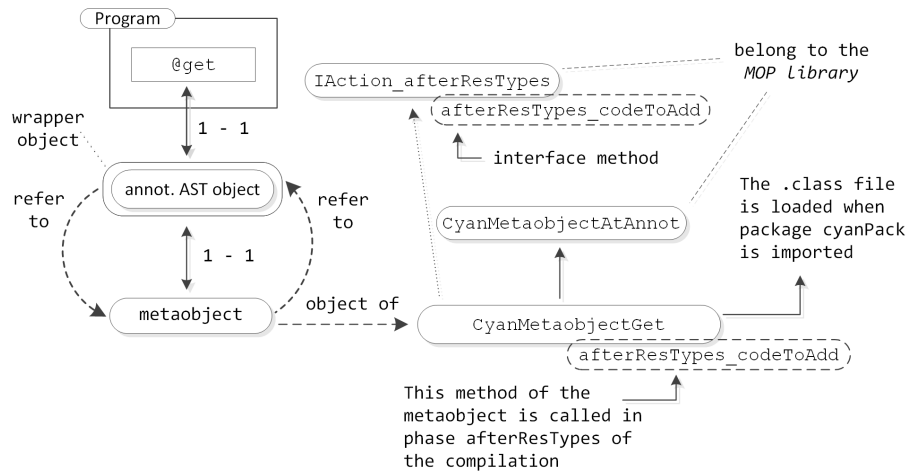 Program
@get
wrapper
object
1 - 1
annot. AST object
refer
to
refer
to
1 - 1
metaobject
object of
IAction_afterResTypes
afterResTypes_codeToAdd
interface method
belong to the
MOP library
CyanMetaobjectAtAnnot
The .class file
is loaded when
package cyanPack
is imported
CyanMetaobjectGet
afterResTypes_codeToAdd
This method of the
metaobject is called in
phase afterResTypes of
the compilation